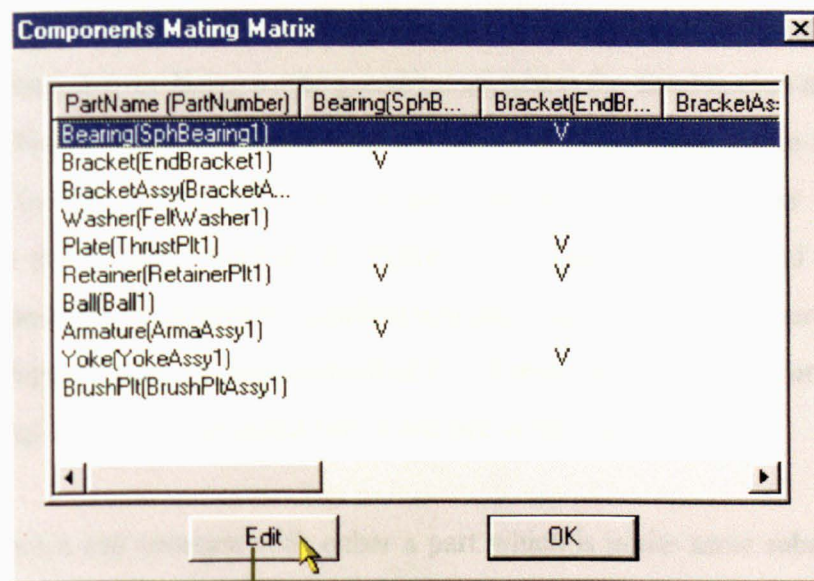 Components Mating Matrix
PartName (PartNumber) Bearing(SphB... Bracket(EndBr... BracketAs
Bearing(SphBearing1) V
Bracket(EndBracket1) V
BracketAssy(BracketA...
Washer(FeltWasher1)
Plate(ThrustPlt1) V
Retainer(RetainerPlt1) V V
Ball(Ball1)
Armature(ArmaAssy1) V
Yoke(YokeAssy1) V
BrushPlt(BrushPltAssy1)
Edit OK